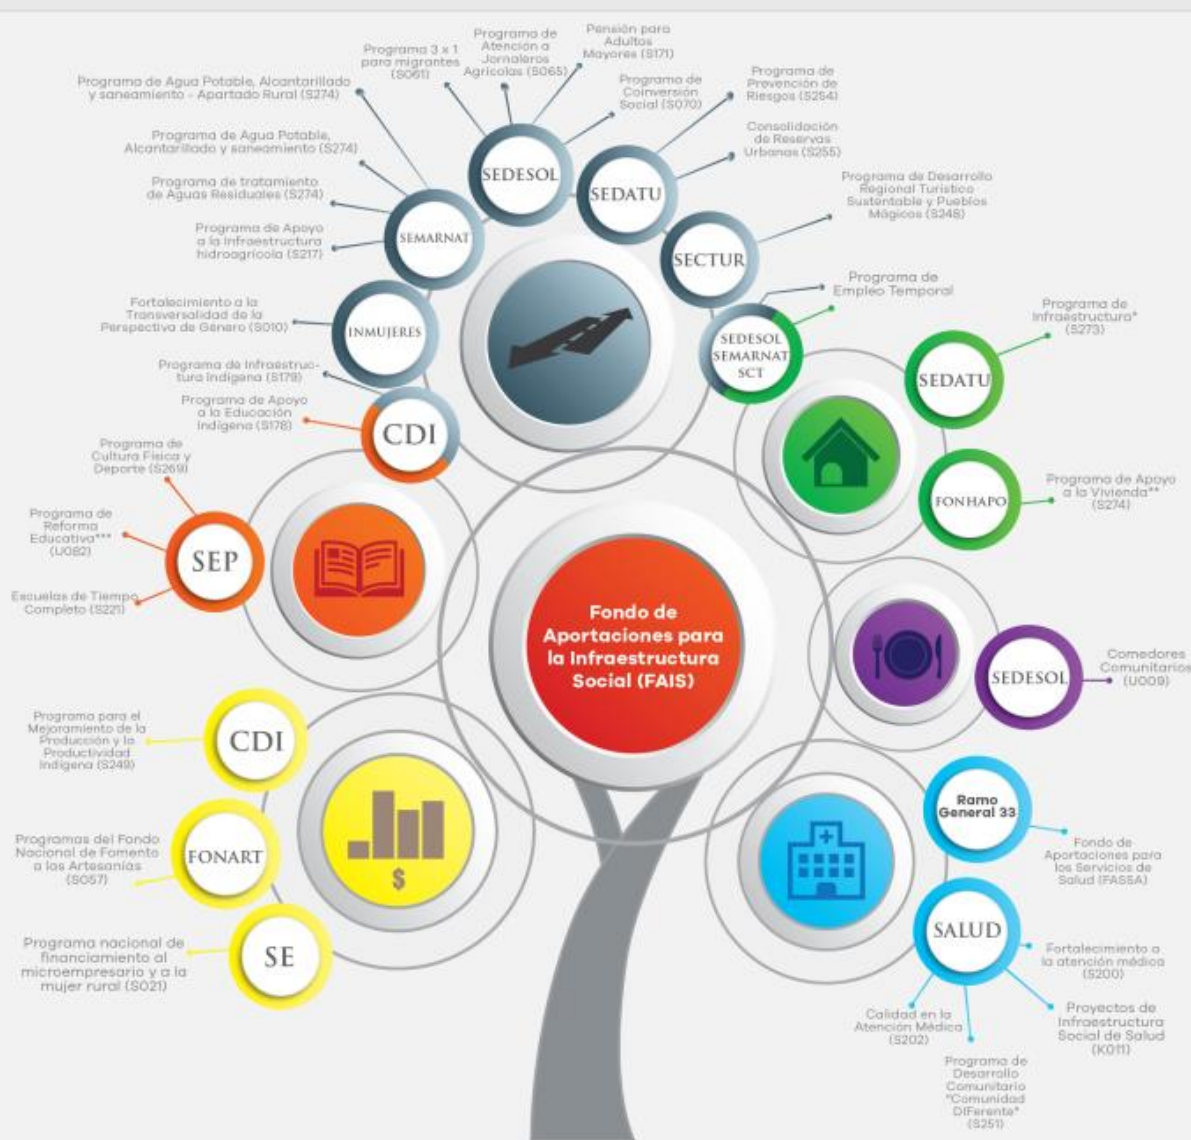 Pensión para
Adultos
Mayores (S171)
Programa de
Atención a
Jornaleros
Agrícolas (S065)
Programa 3 x 1
para migrantes
(S061)
Programa de Agua Potable, Alcantarillado
y saneamiento - Apartado Rural (S274)
Programa de
Coinversión
Social (S070)
Programa de
Prevención de
Riesgos (S254)
Consolidación
de Reservas
Urbanas (S255)
Programa de Agua Potable,
Alcantarillado y saneamiento (S274)
Programa de tratamiento
de Aguas Residuales (S274)
Programa de Desarrollo
Regional Turístico
Sustentable y Pueblos
Mágicos (S248)
SEDESOL
SEDATU
SEMARNAT
SECTUR
Programa de Apoyo
a la Infraestructura
hidroagrícola (S217)
Programa de
Empleo Temporal
Fortalecimiento a la
Transversalidad de la
Perspectiva de Género (S010)
INMUJERES
SEDESOL
SEMARNAT
SCT
Programa de
Infraestructura*
(S273)
SEDATU
Programa de Infraestruc-
tura Indígena (S179)
Programa de Apoyo
a la Educación
Indígena (S178)
CDI
Programa de
Cultura Física y
Deporte (S269)
FONHAPO
Programa de Apoyo
a la Vivienda**
(S274)
Programa de
Reforma
Educativa***
(U082)
SEP
Escuelas de Tiempo
Completo (S221)
Fondo de
Aportaciones para
la Infraestructura
Social (FAIS)
SEDESOL
Comedores
Comunitarios
(U009)
Programa para el
Mejoramiento de la
Producción y la
Productividad
Indígena (S249)
CDI
Ramo
General 33
Fondo de
Aportaciones para
los Servicios de
Salud (FASSA)
Programas del Fondo
Nacional de Fomento
a las Artesanías
(S057)
FONART
$
SALUD
Fortalecimiento a
la atención médica
(S200)
Programa nacional de
financiamiento al
microempresario y a la
mujer rural (S021)
SE
Calidad en la
Atención Médica
(S202)
Proyectos de
Infraestructura
Social de Salud
(K011)
Programa de
Desarrollo
Comunitario
"Comunidad
DIFerente"
(S251)